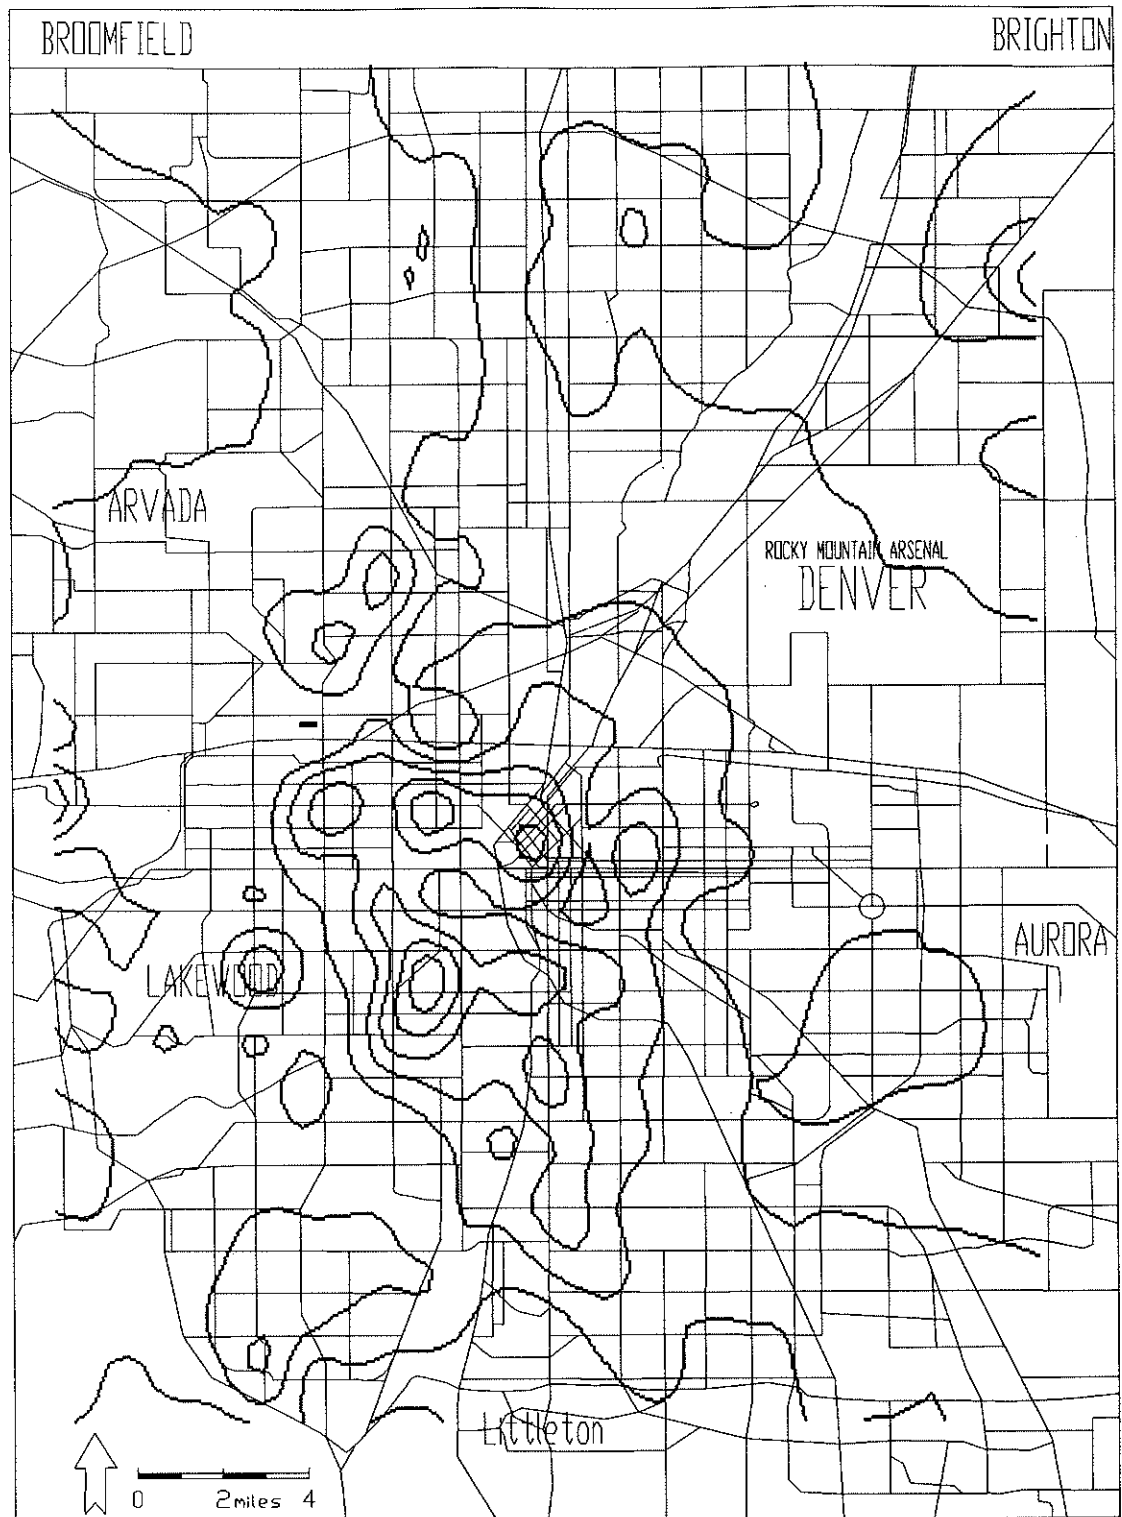 BROOMFIELD
BRIGHTON
ARVADA
ROCKY MOUNTAIN ARSENAL
DENVER
AURORA
LAKEWOOD
Littleton
0 2miles 4